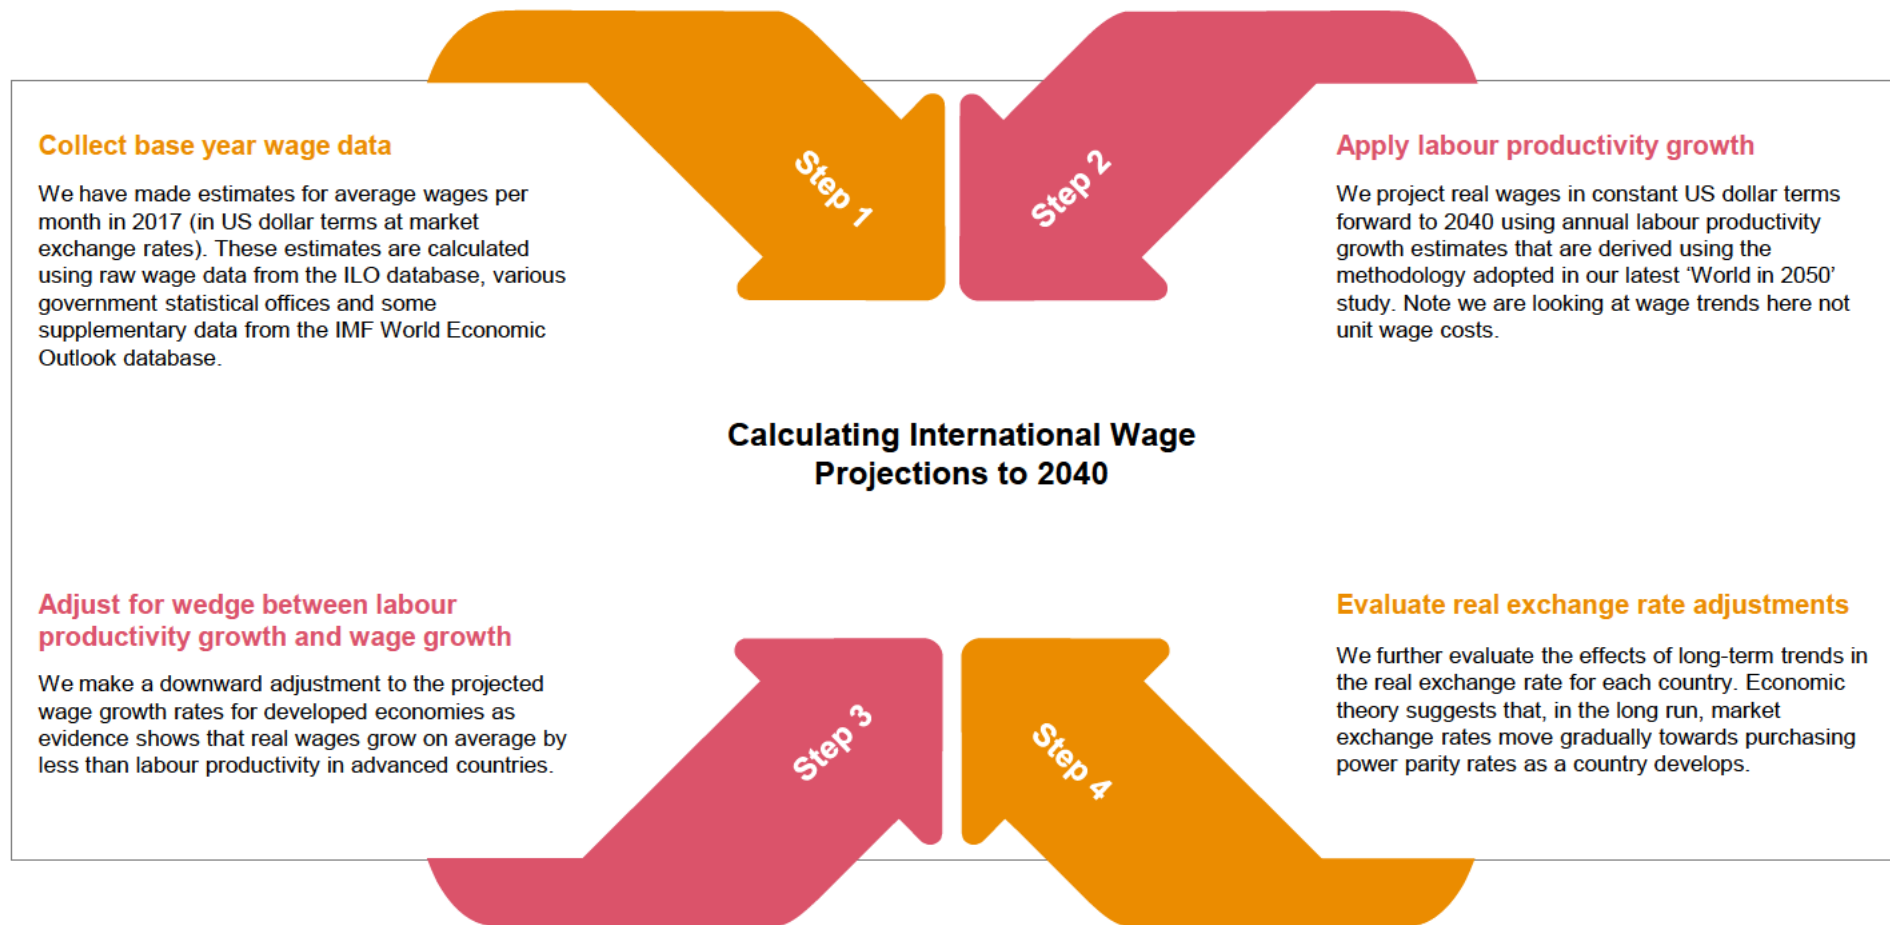 Collect base year wage data
We have made estimates for average wages per
month in 2017 (in US dollar terms at market
exchange rates). These estimates are calculated
using raw wage data from the ILO database, various
government statistical offices and some
supplementary data from the IMF World Economic
Outlook database.
Step 1
Step 2
Apply labour productivity growth
We project real wages in constant US dollar terms
forward to 2040 using annual labour productivity
growth estimates that are derived using the
methodology adopted in our latest ‘World in 2050’
study. Note we are looking at wage trends here not
unit wage costs.
Calculating International Wage
Projections to 2040
Adjust for wedge between labour
productivity growth and wage growth
We make a downward adjustment to the projected
wage growth rates for developed economies as
evidence shows that real wages grow on average by
less than labour productivity in advanced countries.
Step 3
Step 4
Evaluate real exchange rate adjustments
We further evaluate the effects of long-term trends in
the real exchange rate for each country. Economic
theory suggests that, in the long run, market
exchange rates move gradually towards purchasing
power parity rates as a country develops.